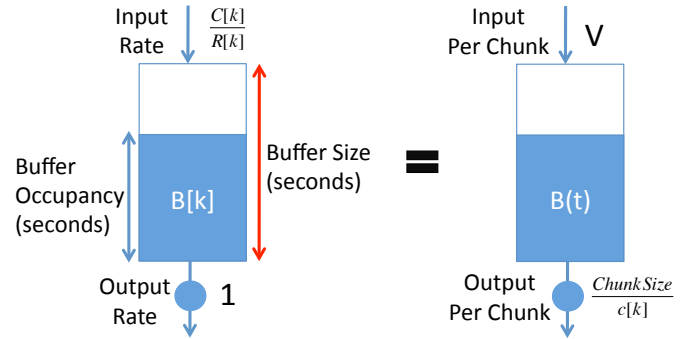 Input
Rate
C[k]
R[k]
Buffer
Occupancy
(seconds)
B[k]
Buffer Size
(seconds)
Output
Rate
1
=
Input
Per Chunk
V
B(t)
Output
Per Chunk
ChunkSize
c[k]